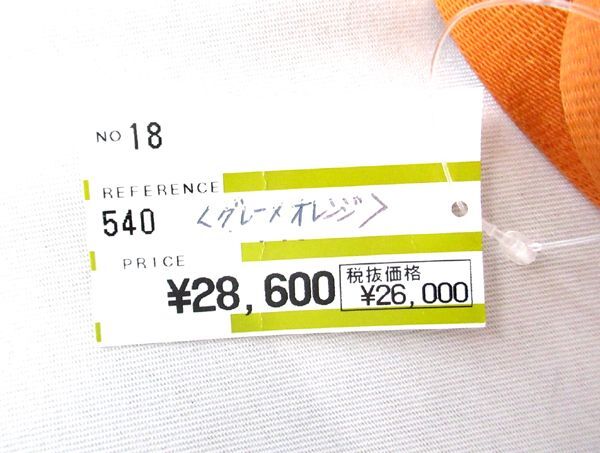 NO 18
REFERENCE
540 <グレー×オレンジ>
PRICE
¥28,600
税抜価格
¥26,000